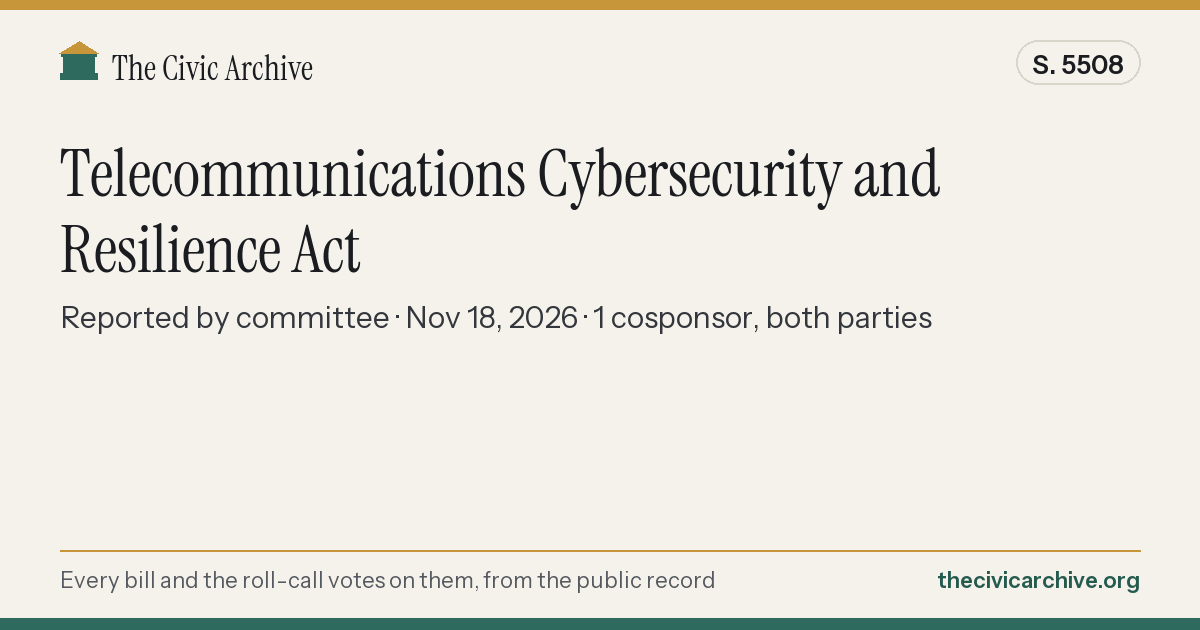 The Civic Archive
S. 5508
Telecommunications Cybersecurity and
Resilience Act
Reported by committee · Nov 18, 2026 · 1 cosponsor, both parties
Every bill and the roll-call votes on them, from the public record
thecivicarchive.org